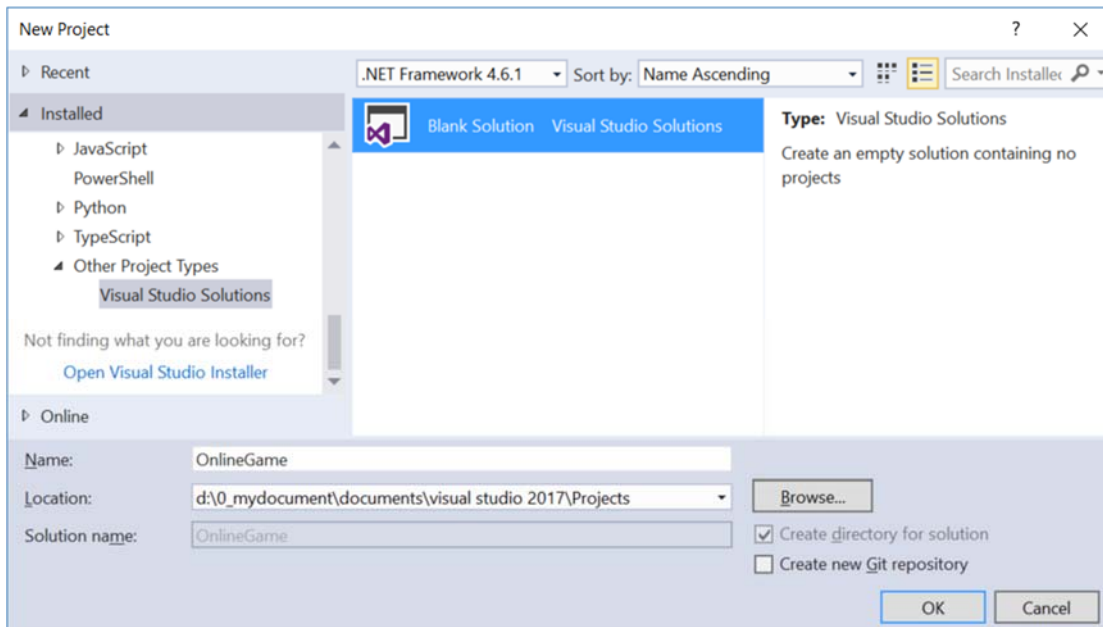 New Project
?
Recent
.NET Framework 4.6.1
Sort by: Name Ascending
Installed
JavaScript
PowerShell
Python
TypeScript
Other Project Types
Visual Studio Solutions
Not finding what you are looking for?
Open Visual Studio Installer
Online
Blank Solution Visual Studio Solutions
Type: Visual Studio Solutions
Create an empty solution containing no
projects
Name: OnlineGame
Location: d:\0_mydocument\documents\visual studio 2017\Projects
Browse...
Solution name: OnlineGame
Create directory for solution
Create new Git repository
OK Cancel